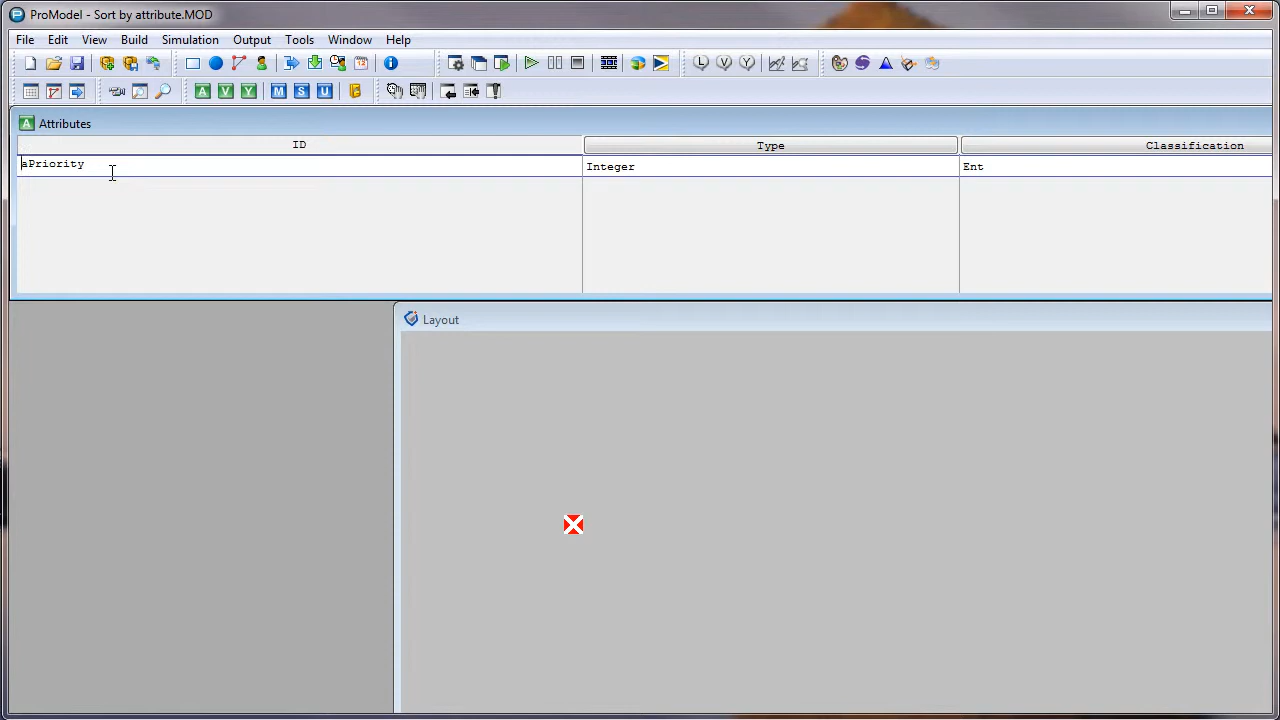 ProModel - Sort by attribute.MOD
File Edit View Build Simulation Output Tools Window Help
L V Y
A V Y M S U
A Attributes
ID Type Classification
aPriority Integer Ent
Layout